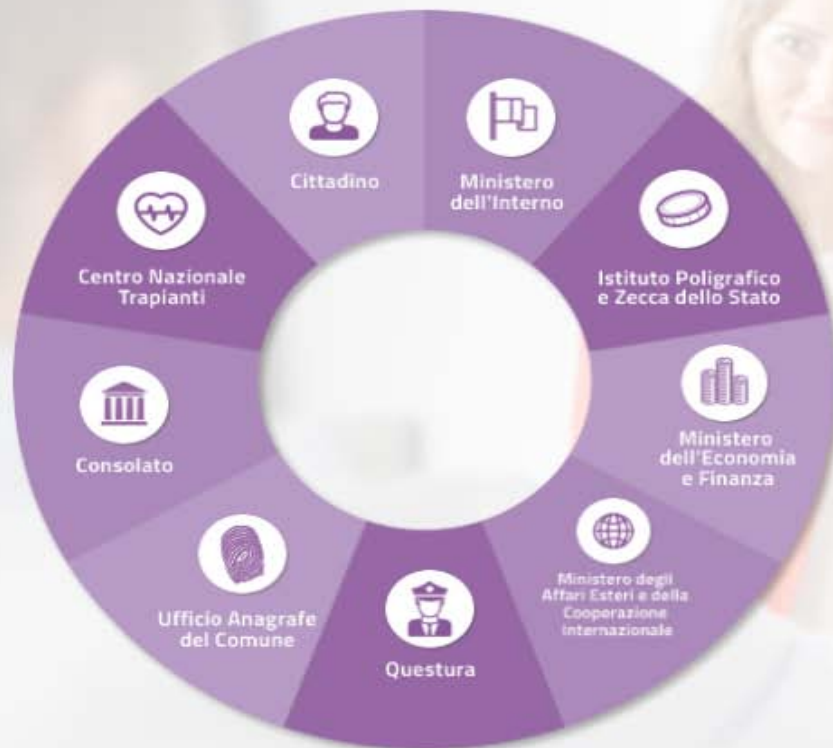 Cittadino
Ministero
dell'Interno
Istituto Poligrafico
e Zecca dello Stato
Ministero
dell'Economia
e Finanza
Ministero degli
Affari Esteri e della
Cooperazione
internazionale
Questura
Ufficio Anagrafe
del Comune
Consolato
Centro Nazionale
Trapianti